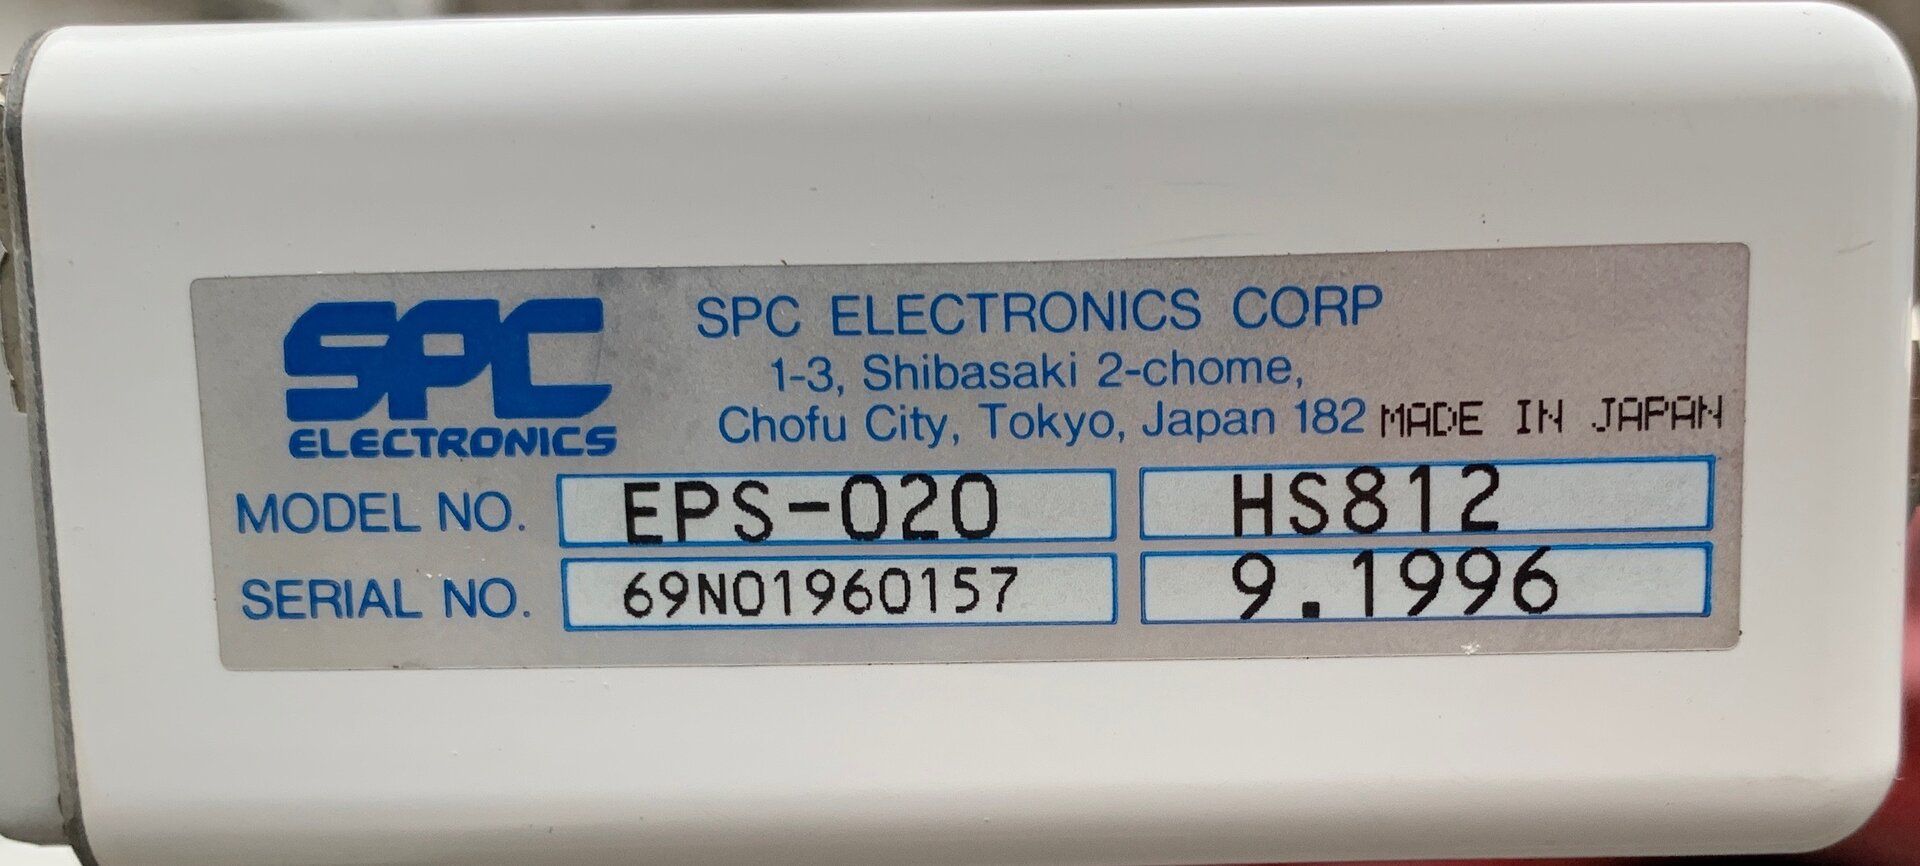 SPC
ELECTRONICS
SPC ELECTRONICS CORP
1-3, Shibasaki 2-chome,
Chofu City, Tokyo, Japan 182 MADE IN JAPAN
MODEL NO. EPS-020 HS812
SERIAL NO. 69N01960157 9.1996